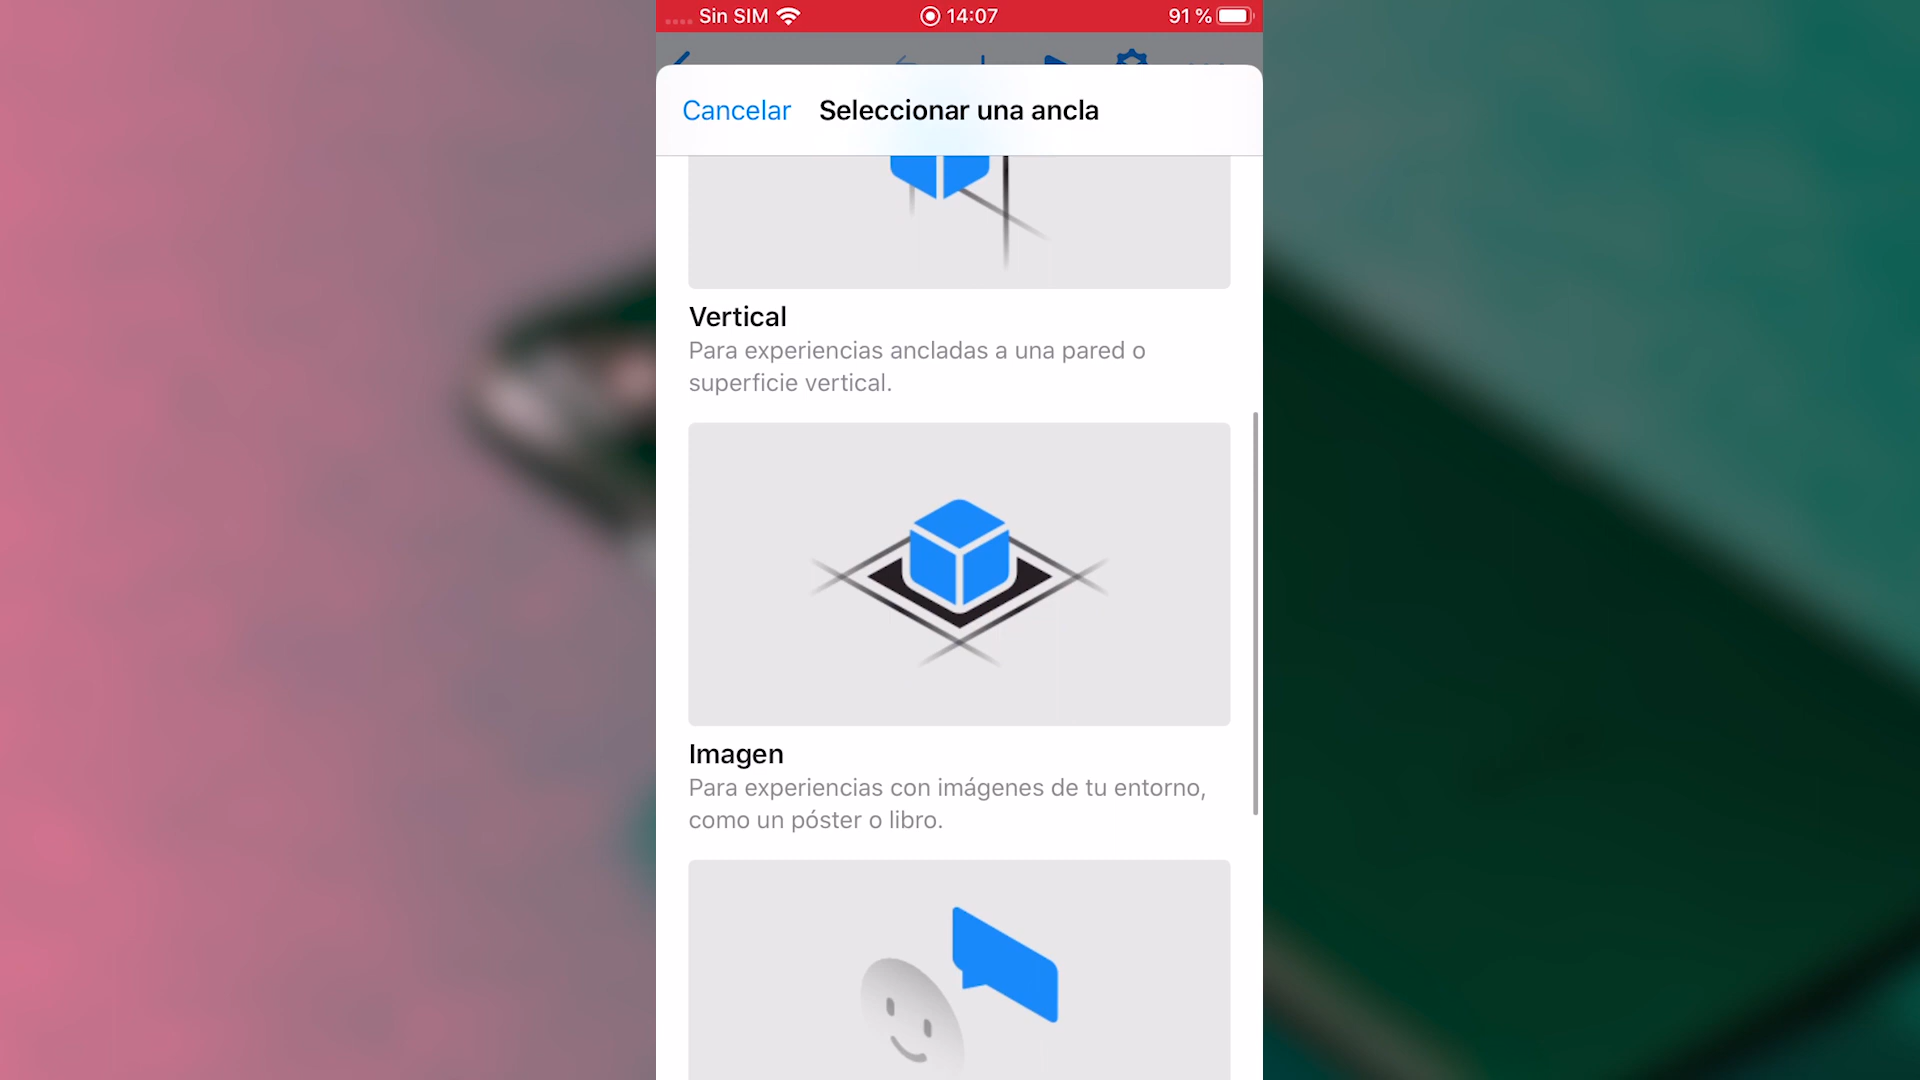 Sin SIM 14:07 91 %
Cancelar Seleccionar una ancla
Vertical
Para experiencias ancladas a una pared o
superficie vertical.
Imagen
Para experiencias con imágenes de tu entorno,
como un póster o libro.